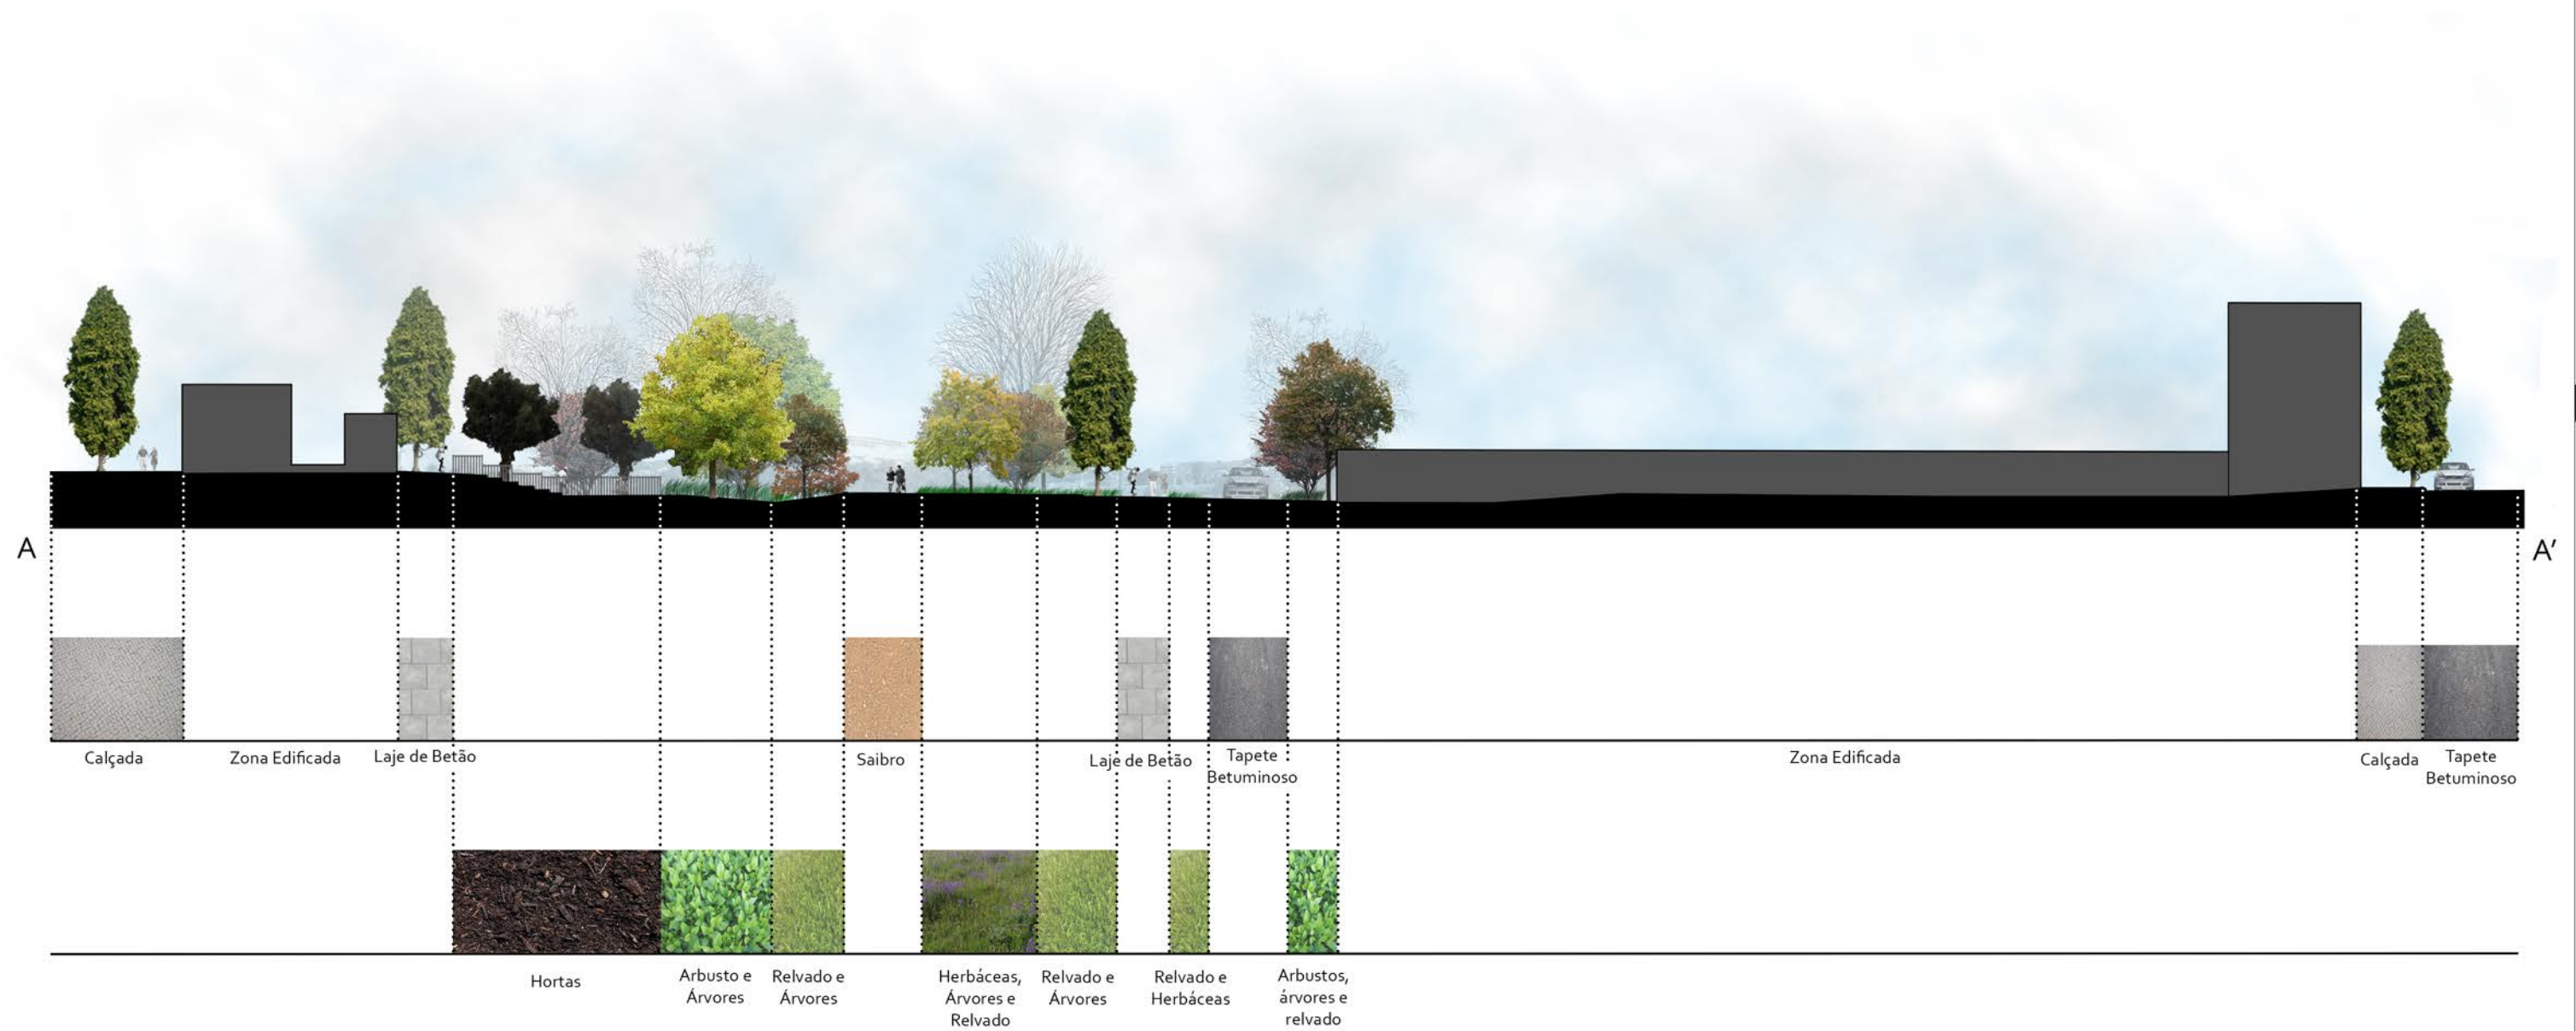 A
A'
Calçada
Zona Edificada
Laje de Betão
Saibro
Laje de Betão
Tapete
Betuminoso
Zona Edificada
Calçada
Tapete
Betuminoso
Hortas
Arbusto e
Árvores
Relvado e
Árvores
Herbáceas,
Árvores e
Relvado
Relvado e
Árvores
Relvado e
Herbáceas
Arbustos,
árvores e
relvado